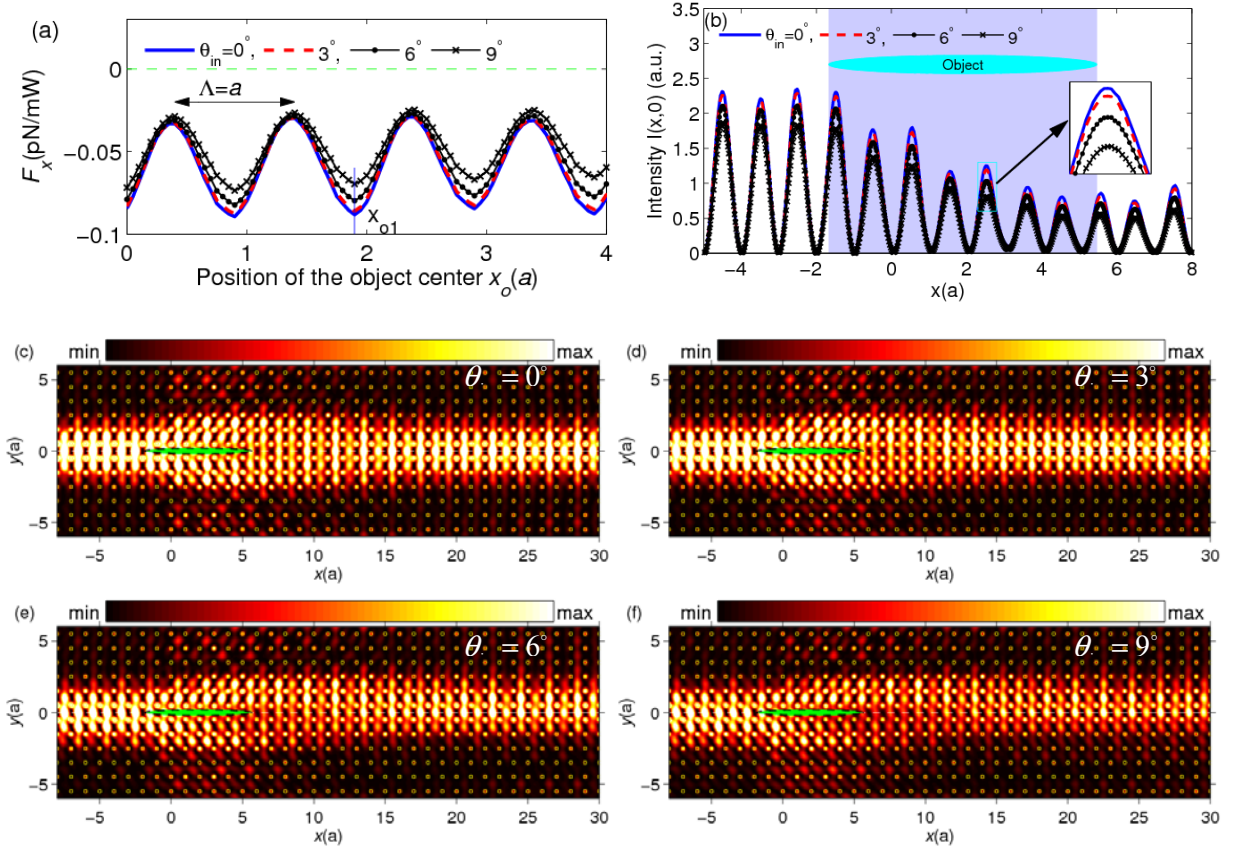 (a)
θin=0°, 3° 6° 9°
0
Λ=a
−0.05
xo1
−0.1
0 1 2 3 4
Fx(pN/mW)
Position of the object center xo(a)
(b)
θin=0°, 3° 6° 9°
Object
3.5
3
2.5
2
1.5
1
0.5
0
−4 −2 0 2 4 6 8
Intensity I(x,0) (a.u.)
x(a)
(c) min max
θ. = 0°
5
0
−5
y(a)
−5 0 5 10 15 20 25 30
x(a)
(d) min max
θ. = 3°
5
0
−5
y(a)
−5 0 5 10 15 20 25 30
x(a)
(e) min max
θ. = 6°
5
0
−5
y(a)
−5 0 5 10 15 20 25 30
x(a)
(f) min max
θ. = 9°
5
0
−5
y(a)
−5 0 5 10 15 20 25 30
x(a)